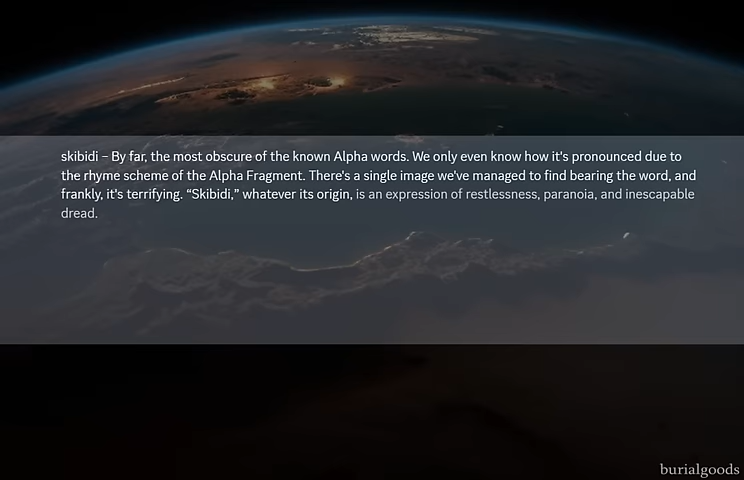 skibidi – By far, the most obscure of the known Alpha words. We only even know how it's pronounced due to
the rhyme scheme of the Alpha Fragment. There's a single image we've managed to find bearing the word, and
frankly, it's terrifying. “Skibidi,” whatever its origin, is an expression of restlessness, paranoia, and inescapable
dread.
burialgoods